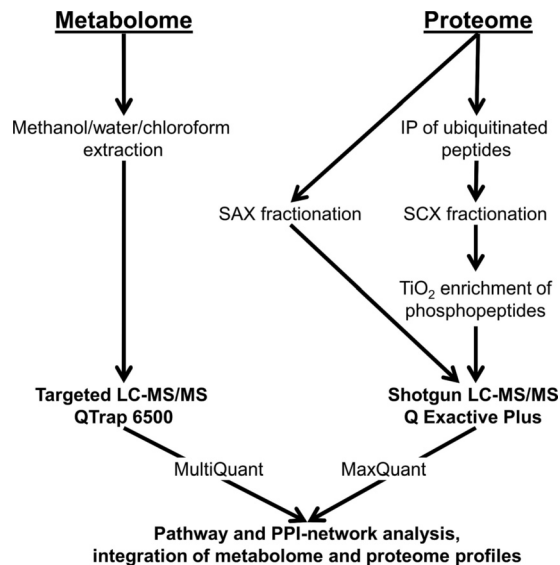 Metabolome
Proteome
Methanol/water/chloroform
extraction
IP of ubiquitinated
peptides
SAX fractionation
SCX fractionation
TiO₂ enrichment of
phosphopeptides
Targeted LC-MS/MS
QTrap 6500
Shotgun LC-MS/MS
Q Exactive Plus
MultiQuant
MaxQuant
Pathway and PPI-network analysis,
integration of metabolome and proteome profiles